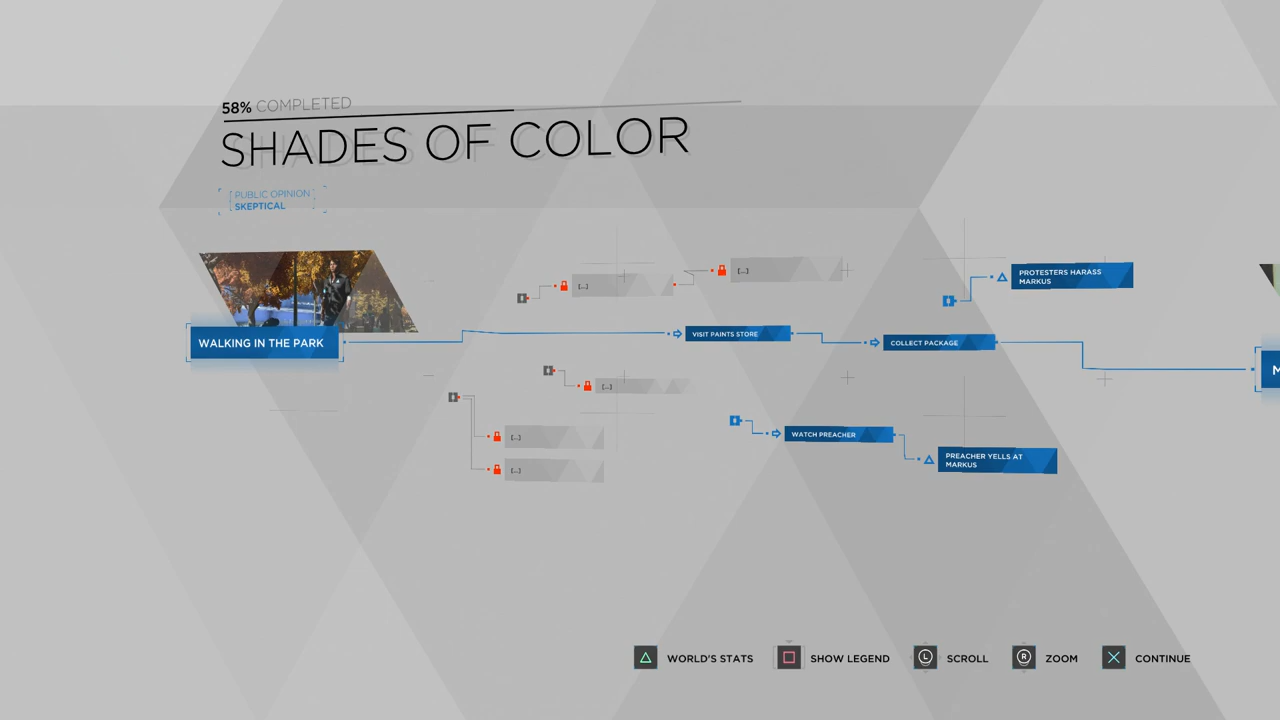 58% COMPLETED
SHADES OF COLOR
PUBLIC OPINION
SKEPTICAL
WALKING IN THE PARK
[...]
[...]
PROTESTERS HARASS
MARKUS
VISIT PAINTS STORE
COLLECT PACKAGE
M
[...]
[...]
[...]
WATCH PREACHER
PREACHER YELLS AT
MARKUS
WORLD'S STATS
SHOW LEGEND
L
SCROLL
R
ZOOM
CONTINUE